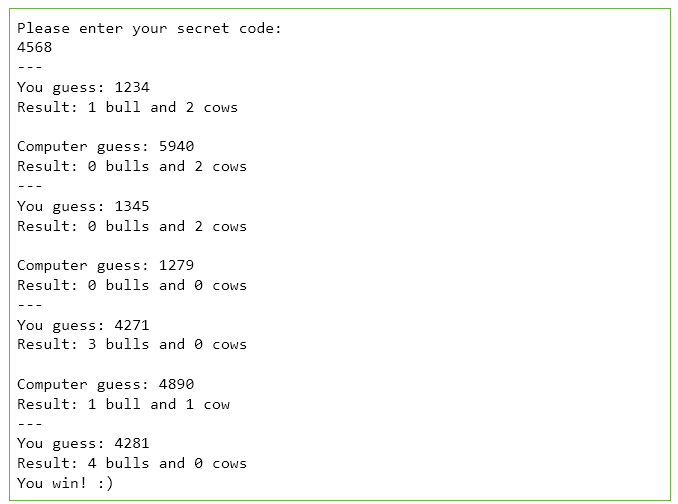 Please enter your secret code:
4568
---
You guess: 1234
Result: 1 bull and 2 cows

Computer guess: 5940
Result: 0 bulls and 2 cows
---
You guess: 1345
Result: 0 bulls and 2 cows

Computer guess: 1279
Result: 0 bulls and 0 cows
---
You guess: 4271
Result: 3 bulls and 0 cows

Computer guess: 4890
Result: 1 bull and 1 cow
---
You guess: 4281
Result: 4 bulls and 0 cows
You win! :)